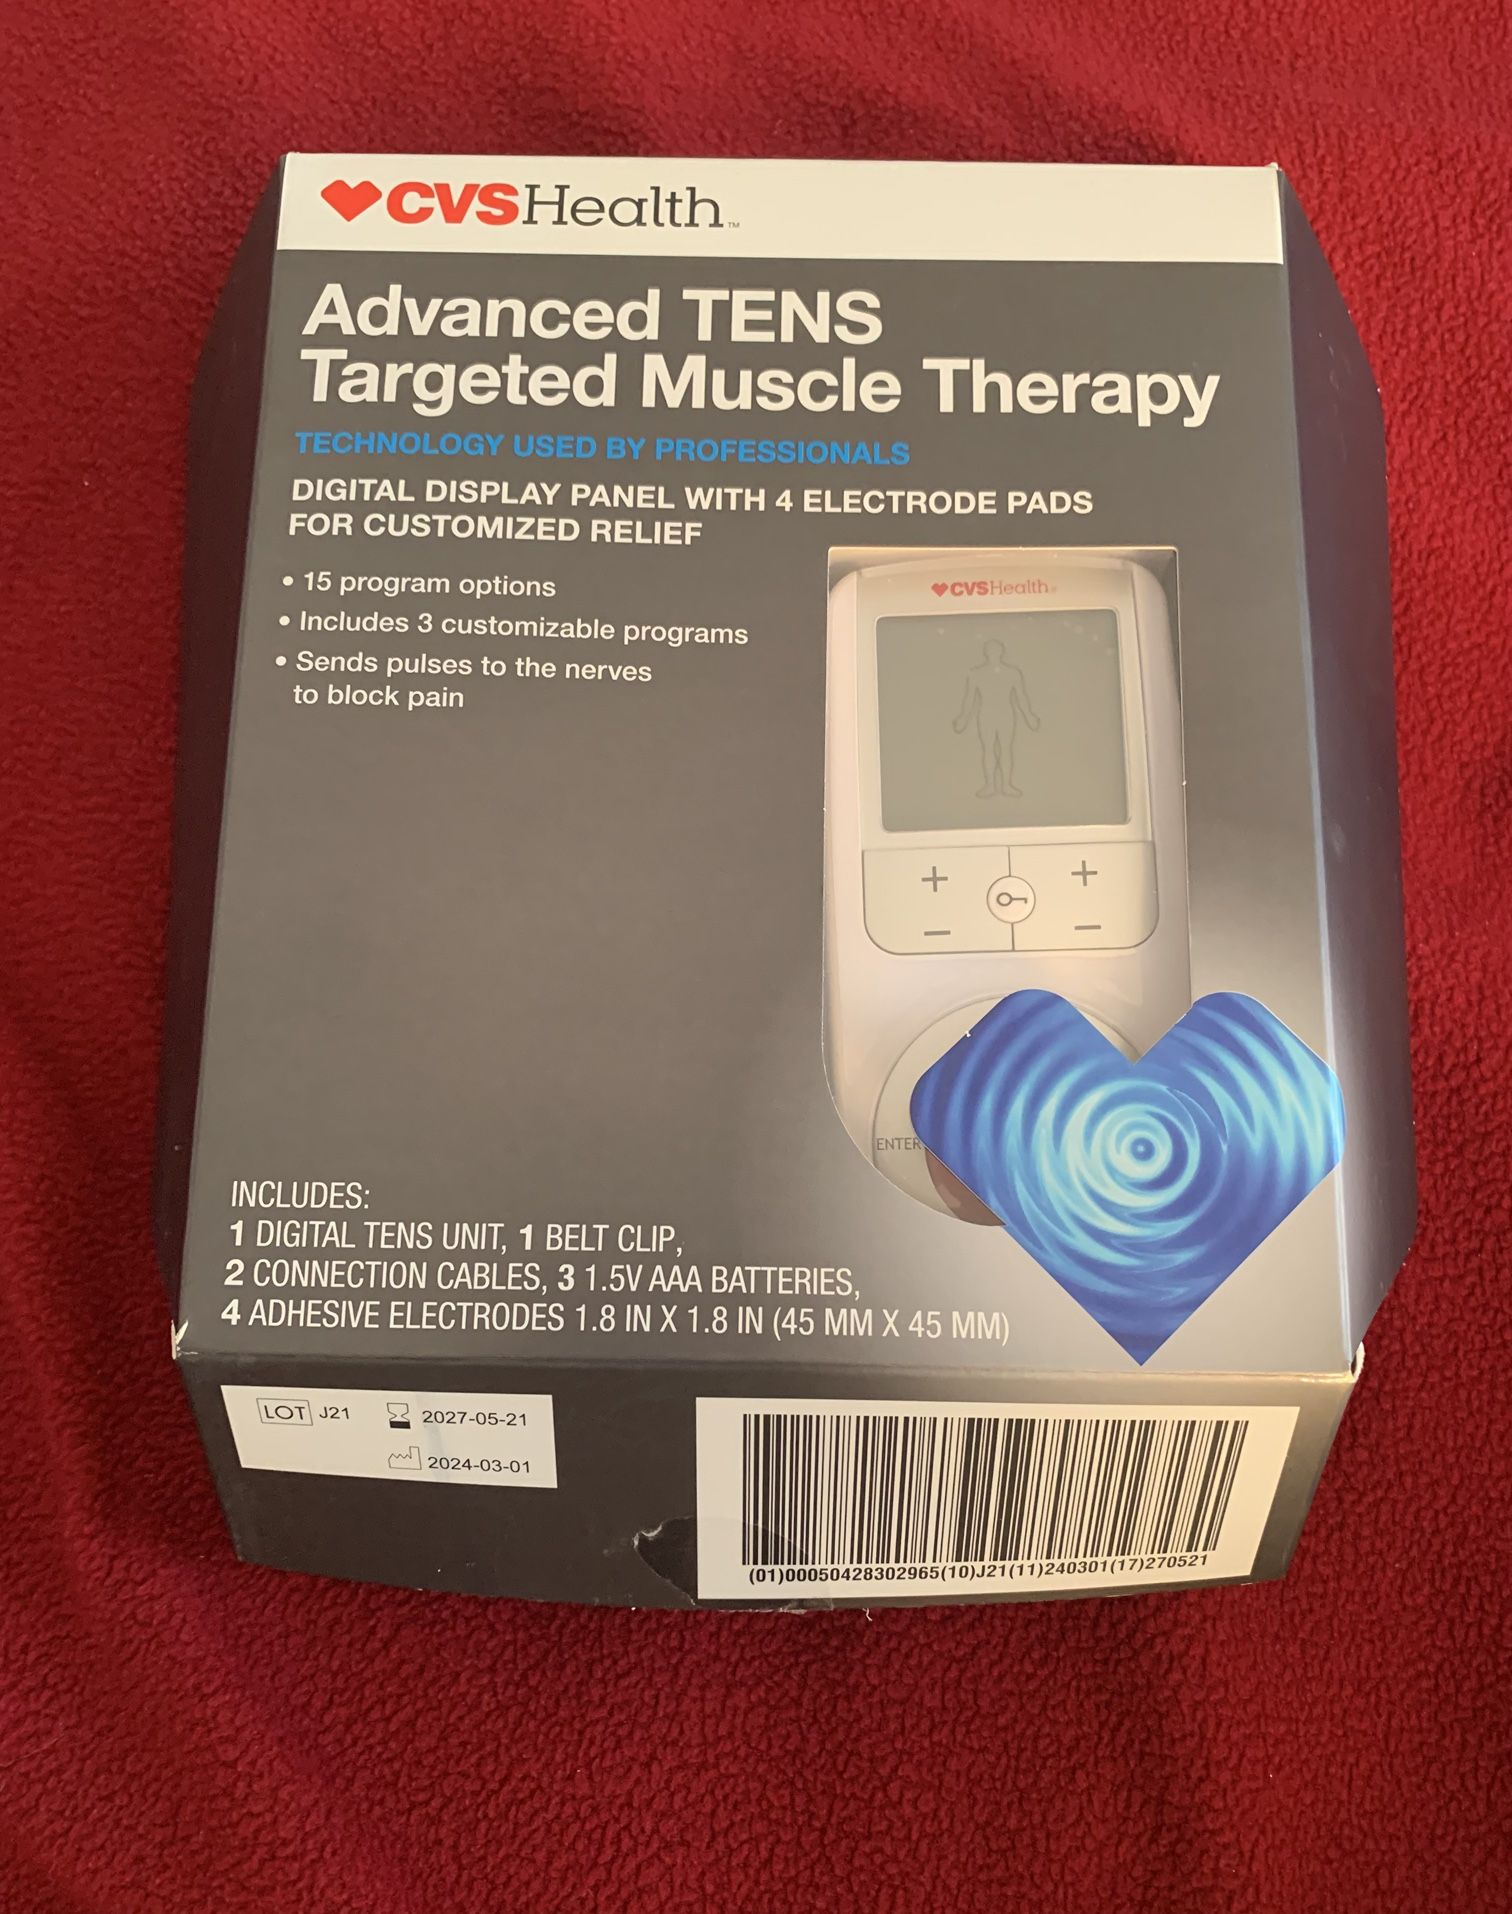 CVSHealth™
Advanced TENS
Targeted Muscle Therapy
TECHNOLOGY USED BY PROFESSIONALS
DIGITAL DISPLAY PANEL WITH 4 ELECTRODE PADS
FOR CUSTOMIZED RELIEF
• 15 program options
• Includes 3 customizable programs
• Sends pulses to the nerves
to block pain
CVSHealth
+ +
− −
ENTER
INCLUDES:
1 DIGITAL TENS UNIT, 1 BELT CLIP,
2 CONNECTION CABLES, 3 1.5V AAA BATTERIES,
4 ADHESIVE ELECTRODES 1.8 IN X 1.8 IN (45 MM X 45 MM)
LOT J21 2027-05-21
2024-03-01
(01)00050428302965(10)J21(11)240301(17)270521